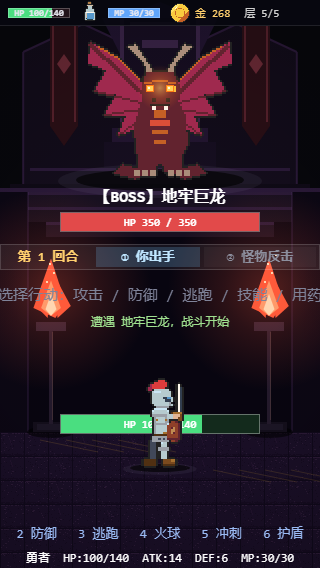 HP 100/140 MP 30/30 金 268 层 5/5
【BOSS】地牢巨龙
HP 350 / 350
第 1 回合 ① 你出手 ② 怪物反击
选择行动 攻击 / 防御 / 逃跑 / 技能 / 用药
遭遇 地牢巨龙，战斗开始
HP 140
2 防御 3 逃跑 4 火球 5 冲刺 6 护盾
勇者 HP:100/140 ATK:14 DEF:6 MP:30/30